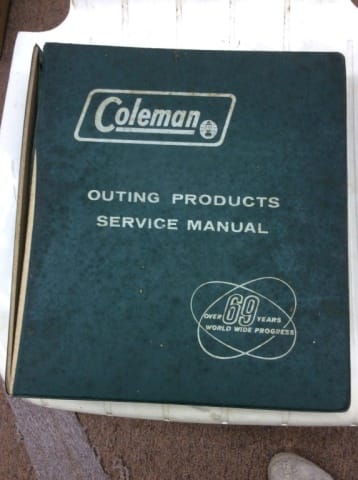 Coleman
OUTING PRODUCTS
SERVICE MANUAL
OVER 69 YEARS
WORLD WIDE PROGRESS